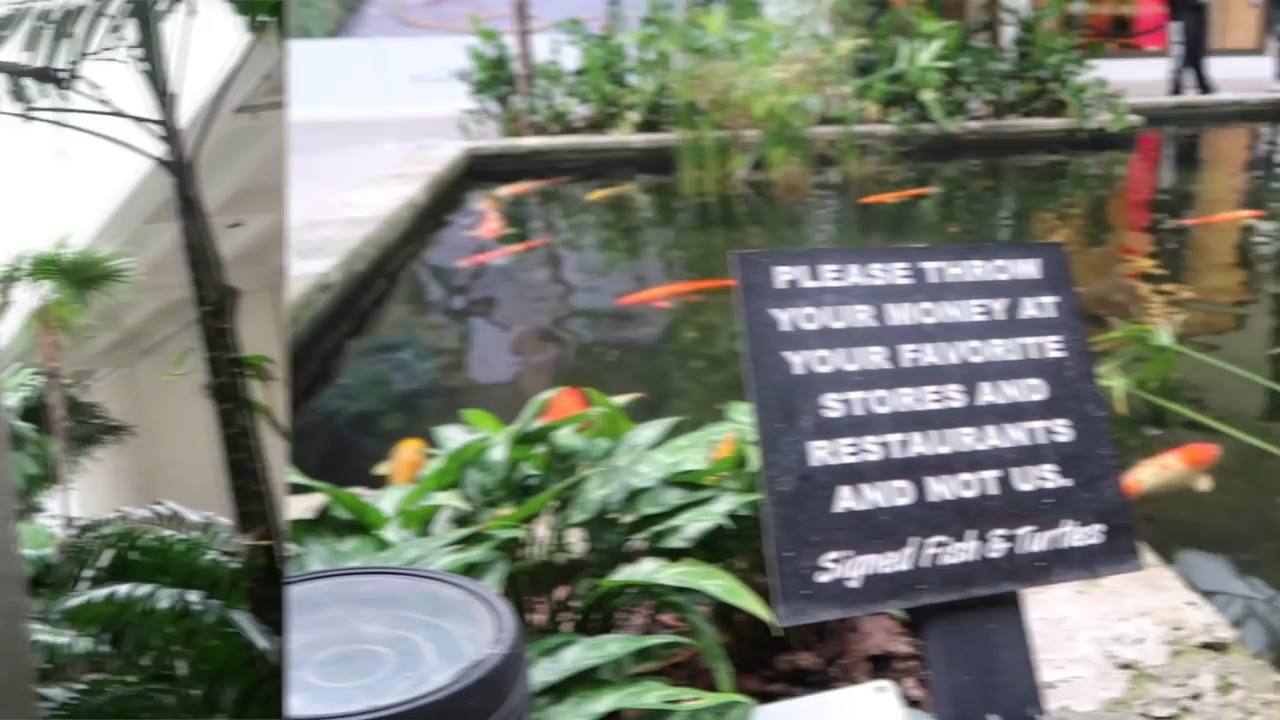 PLEASE THROW
YOUR MONEY AT
YOUR FAVORITE
STORES AND
RESTAURANTS
AND NOT US.
Signed Fish & Turtles